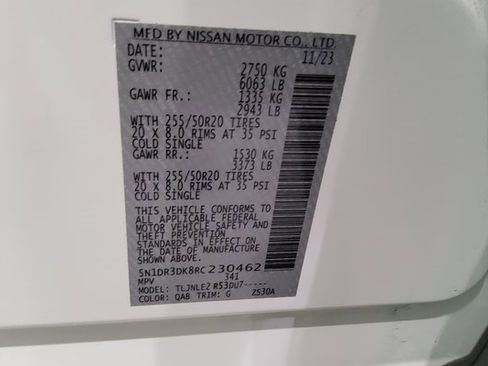 MFD BY NISSAN MOTOR CO., LTD.
DATE: 11/23
GVWR: 2750 KG
6063 LB
GAWR FR.: 1335 KG
2943 LB
WITH 255/50R20 TIRES
20 X 8.0 RIMS AT 35 PSI
COLD SINGLE
GAWR RR.: 1530 KG
3373 LB
WITH 255/50R20 TIRES
20 X 8.0 RIMS AT 35 PSI
COLD SINGLE
THIS VEHICLE CONFORMS TO
ALL APPLICABLE FEDERAL
MOTOR VEHICLE SAFETY AND
THEFT PREVENTION
STANDARDS IN EFFECT ON
THE DATE OF MANUFACTURE
SHOWN ABOVE.
5N1DR3DK8RC230462
MPV 341
MODEL: TLJNLE2 R53DU7-----
COLOR: QAB TRIM: G ZS30A